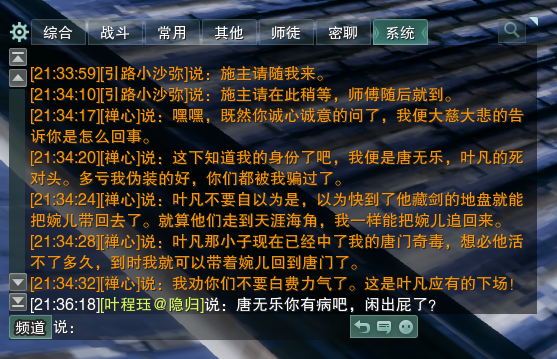 综合 战斗 常用 其他 师徒 密聊 系统
[21:33:59][引路小沙弥]说：施主请随我来。
[21:34:10][引路小沙弥]说：施主请在此稍等，师傅随后就到。
[21:34:17][禅心]说：嘿嘿，既然你诚心诚意的问了，我便大慈大悲的告
诉你是怎么回事。
[21:34:20][禅心]说：这下知道我的身份了吧，我便是唐无乐，叶凡的死
对头。多亏我伪装的好，你们都被我骗过了。
[21:34:24][禅心]说：叶凡不要自以为是，以为快到了他藏剑的地盘就能
把婉儿带回去了。就算他们走到天涯海角，我一样能把婉儿追回来。
[21:34:28][禅心]说：叶凡那小子现在已经中了我的唐门奇毒，想必他活
不了多久，到时我就可以带着婉儿回到唐门了。
[21:34:32][禅心]说：我劝你们不要白费力气了。这是叶凡应有的下场！
[21:36:18][叶程珏@隐归]说：唐无乐你有病吧，闲出屁了？
频道 说：